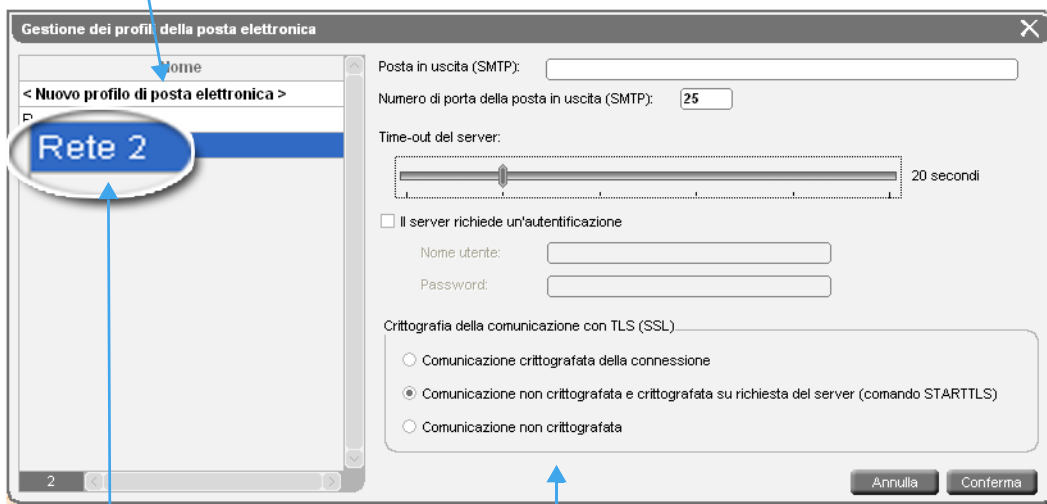 Gestione dei profili della posta elettronica
Nome
< Nuovo profilo di posta elettronica >
Rete 2
2
Posta in uscita (SMTP):
Numero di porta della posta in uscita (SMTP): 25
Time-out del server:
20 secondi
Il server richiede un'autentificazione
Nome utente:
Password:
Crittografia della comunicazione con TLS (SSL)
Comunicazione crittografata della connessione
Comunicazione non crittografata e crittografata su richiesta del server (comando STARTTLS)
Comunicazione non crittografata
Annulla Conferma